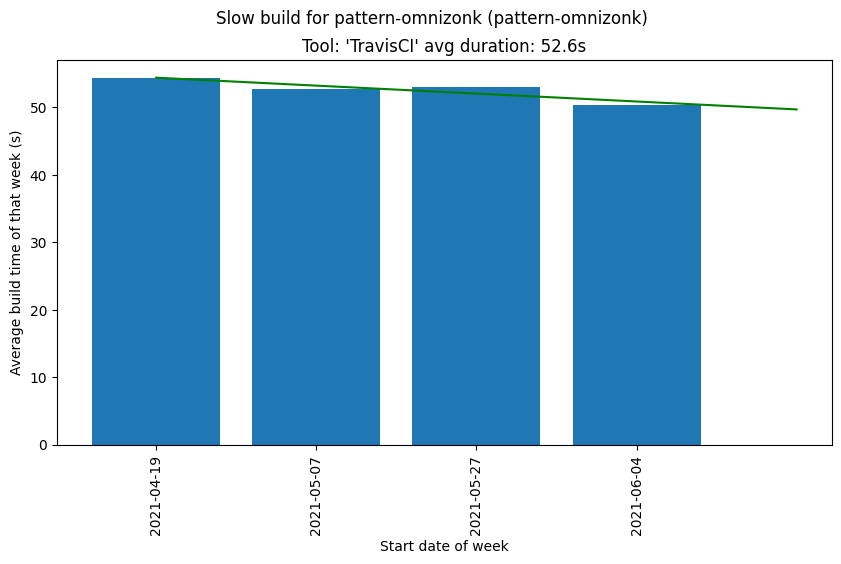 Slow build for pattern-omnizonk (pattern-omnizonk)
Tool: 'TravisCI' avg duration: 52.6s
Average build time of that week (s)
50
40
30
20
10
0
2021-04-19
2021-05-07
2021-05-27
2021-06-04
Start date of week